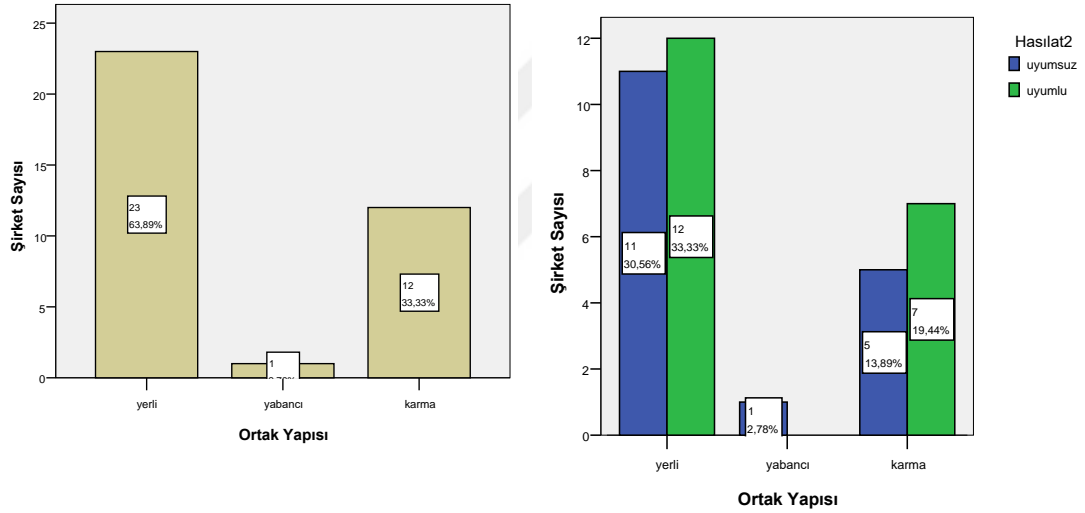 25
20
15
10
5
0
Şirket Sayısı
23
63,89%
1
12
33,33%
yerli
yabancı
karma
Ortak Yapısı
12
10
8
6
4
2
0
Şirket Sayısı
11
30,56%
12
33,33%
1
2,78%
5
13,89%
7
19,44%
yerli
yabancı
karma
Ortak Yapısı
Hasılat2
uyumsuz
uyumlu